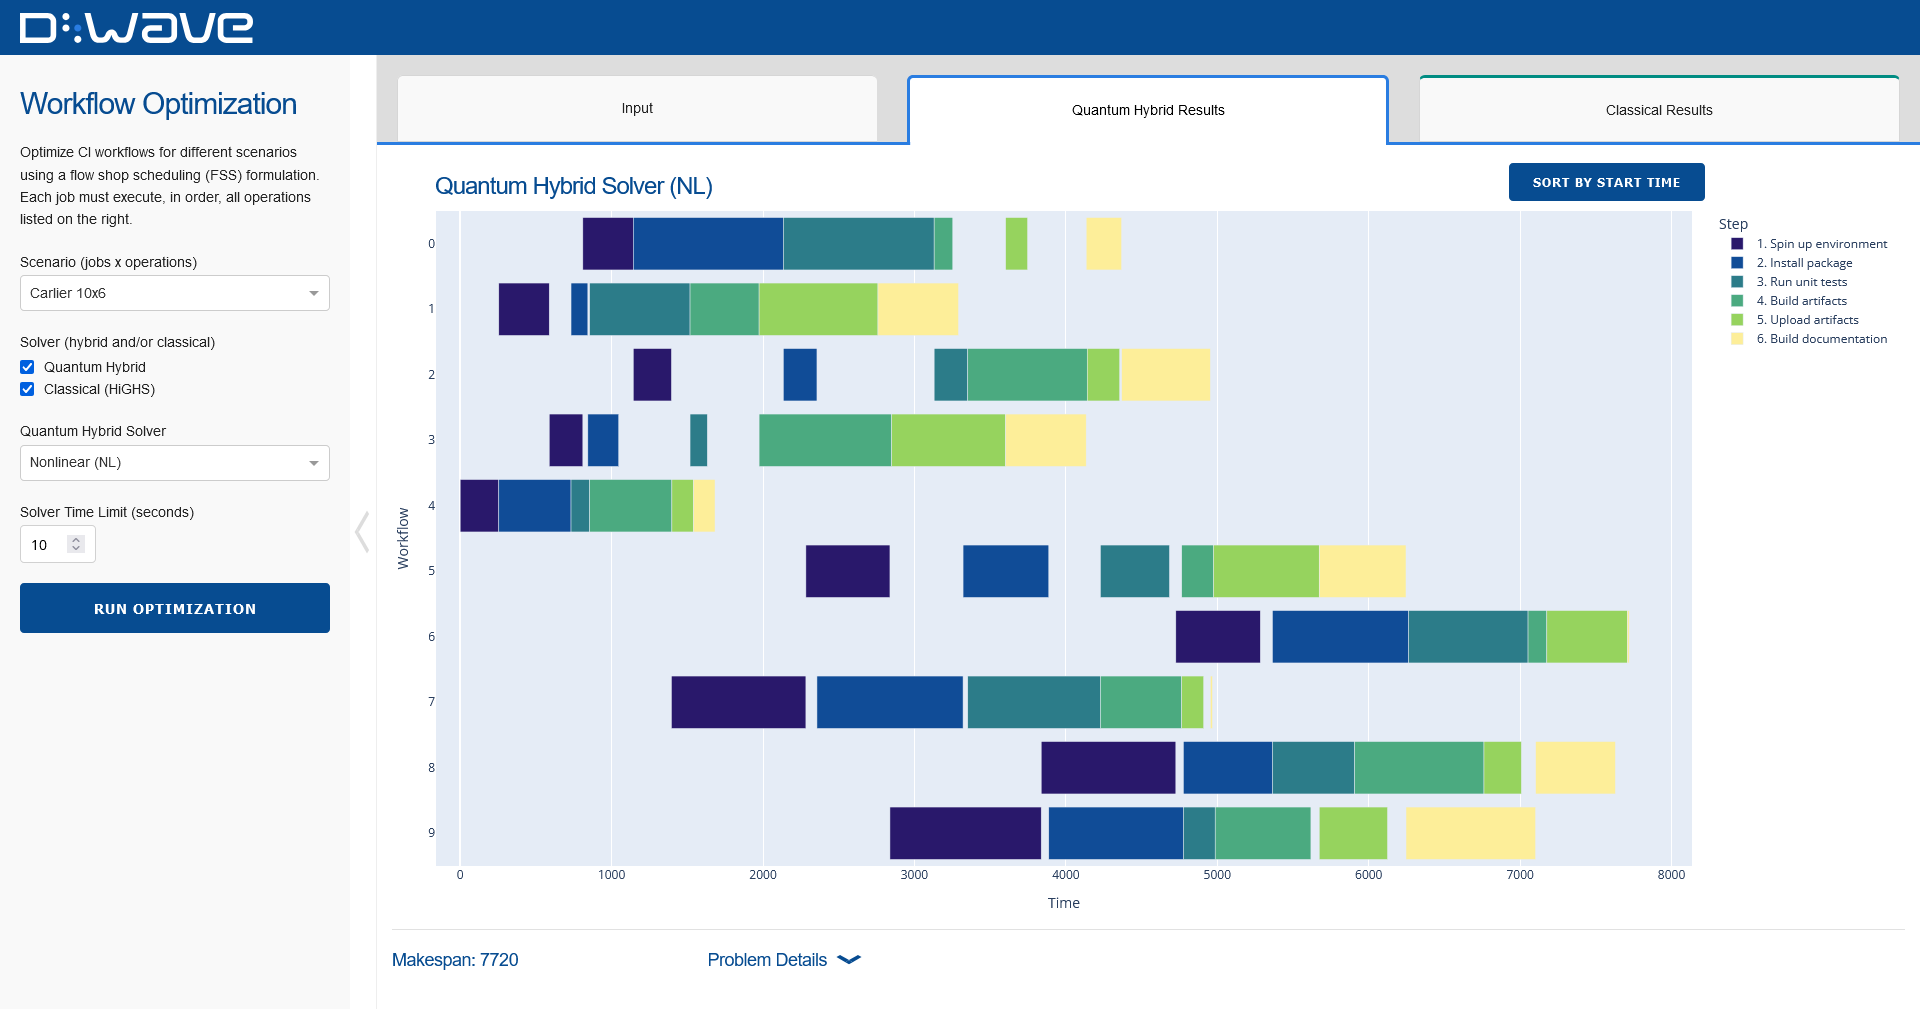 D:WAVE
Workflow Optimization
Optimize CI workflows for different scenarios
using a flow shop scheduling (FSS) formulation.
Each job must execute, in order, all operations
listed on the right.
Scenario (jobs x operations)
Carlier 10x6
Solver (hybrid and/or classical)
Quantum Hybrid
Classical (HiGHS)
Quantum Hybrid Solver
Nonlinear (NL)
Solver Time Limit (seconds)
10
RUN OPTIMIZATION
Input
Quantum Hybrid Results
Classical Results
Quantum Hybrid Solver (NL)
SORT BY START TIME
Workflow
0
1
2
3
4
5
6
7
8
9
0 1000 2000 3000 4000 5000 6000 7000 8000
Time
Step
1. Spin up environment
2. Install package
3. Run unit tests
4. Build artifacts
5. Upload artifacts
6. Build documentation
Makespan: 7720
Problem Details